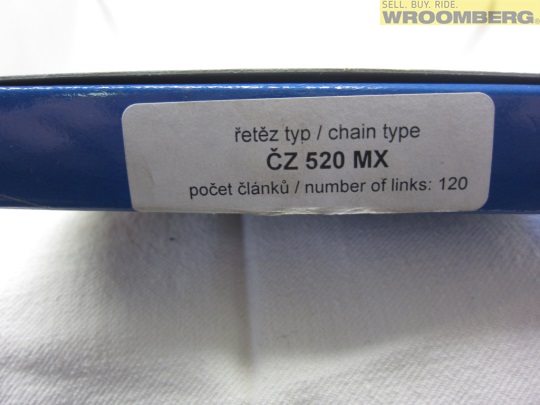 SELL. BUY. RIDE.
WROOMBERG®
řetěz typ / chain type
ČZ 520 MX
počet článků / number of links: 120